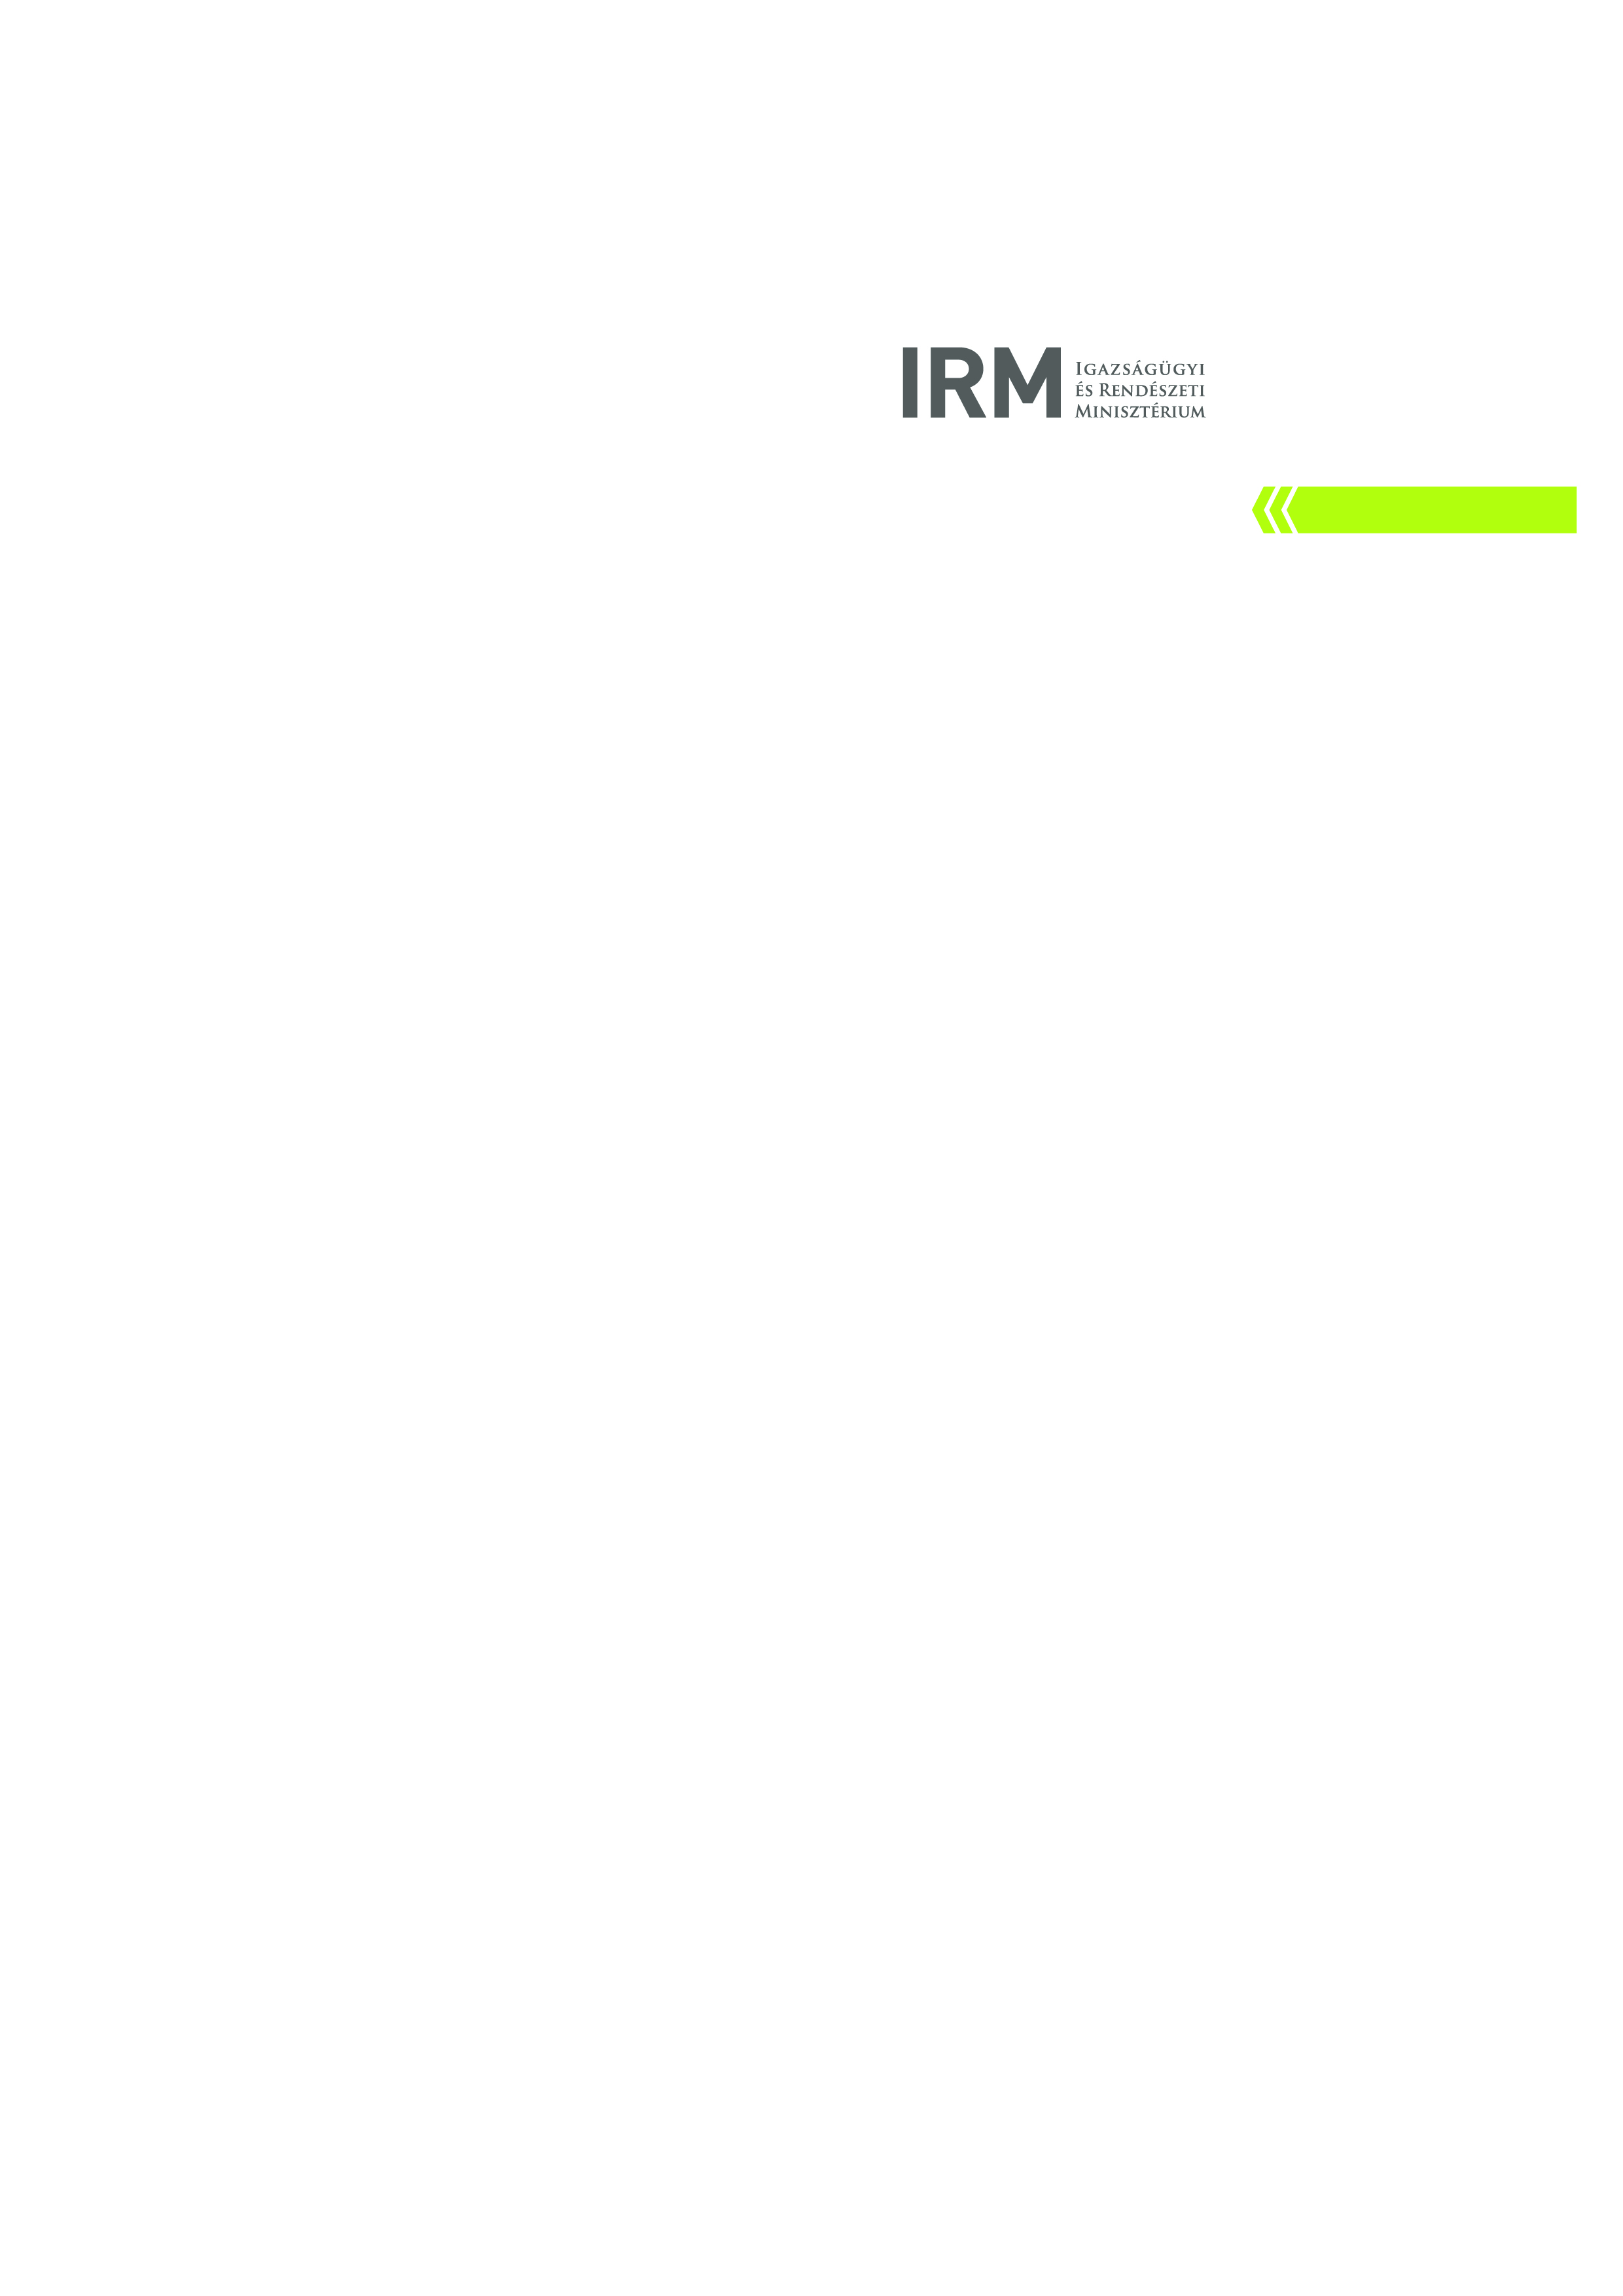 IRM
Igazságügyi
és Rendészeti
Minisztérium